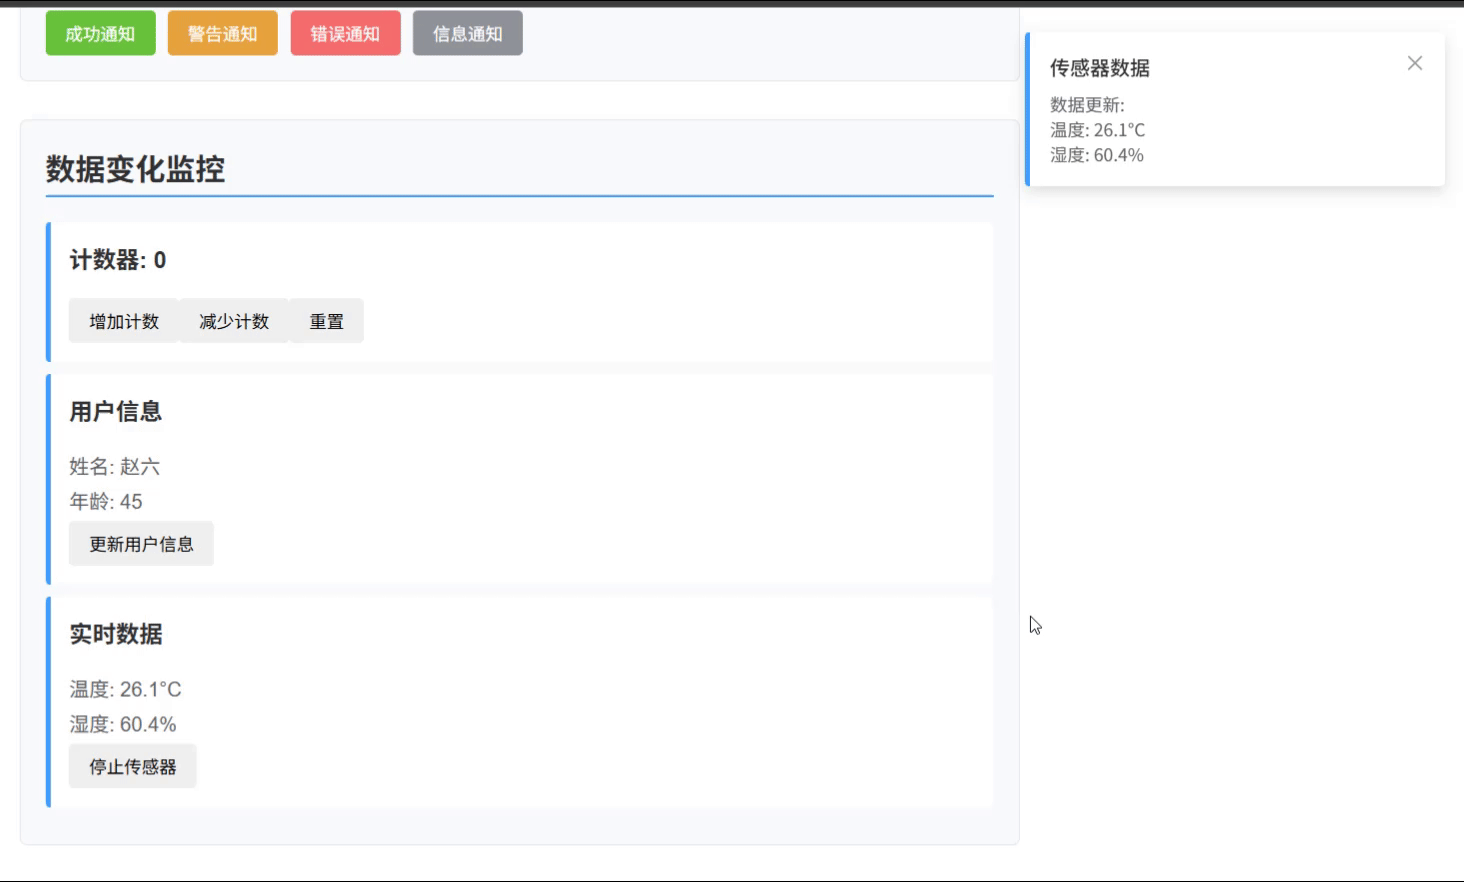 成功通知 警告通知 错误通知 信息通知
传感器数据
数据更新:
温度: 26.1°C
湿度: 60.4%
数据变化监控
计数器: 0
增加计数 减少计数 重置
用户信息
姓名: 赵六
年龄: 45
更新用户信息
实时数据
温度: 26.1°C
湿度: 60.4%
停止传感器